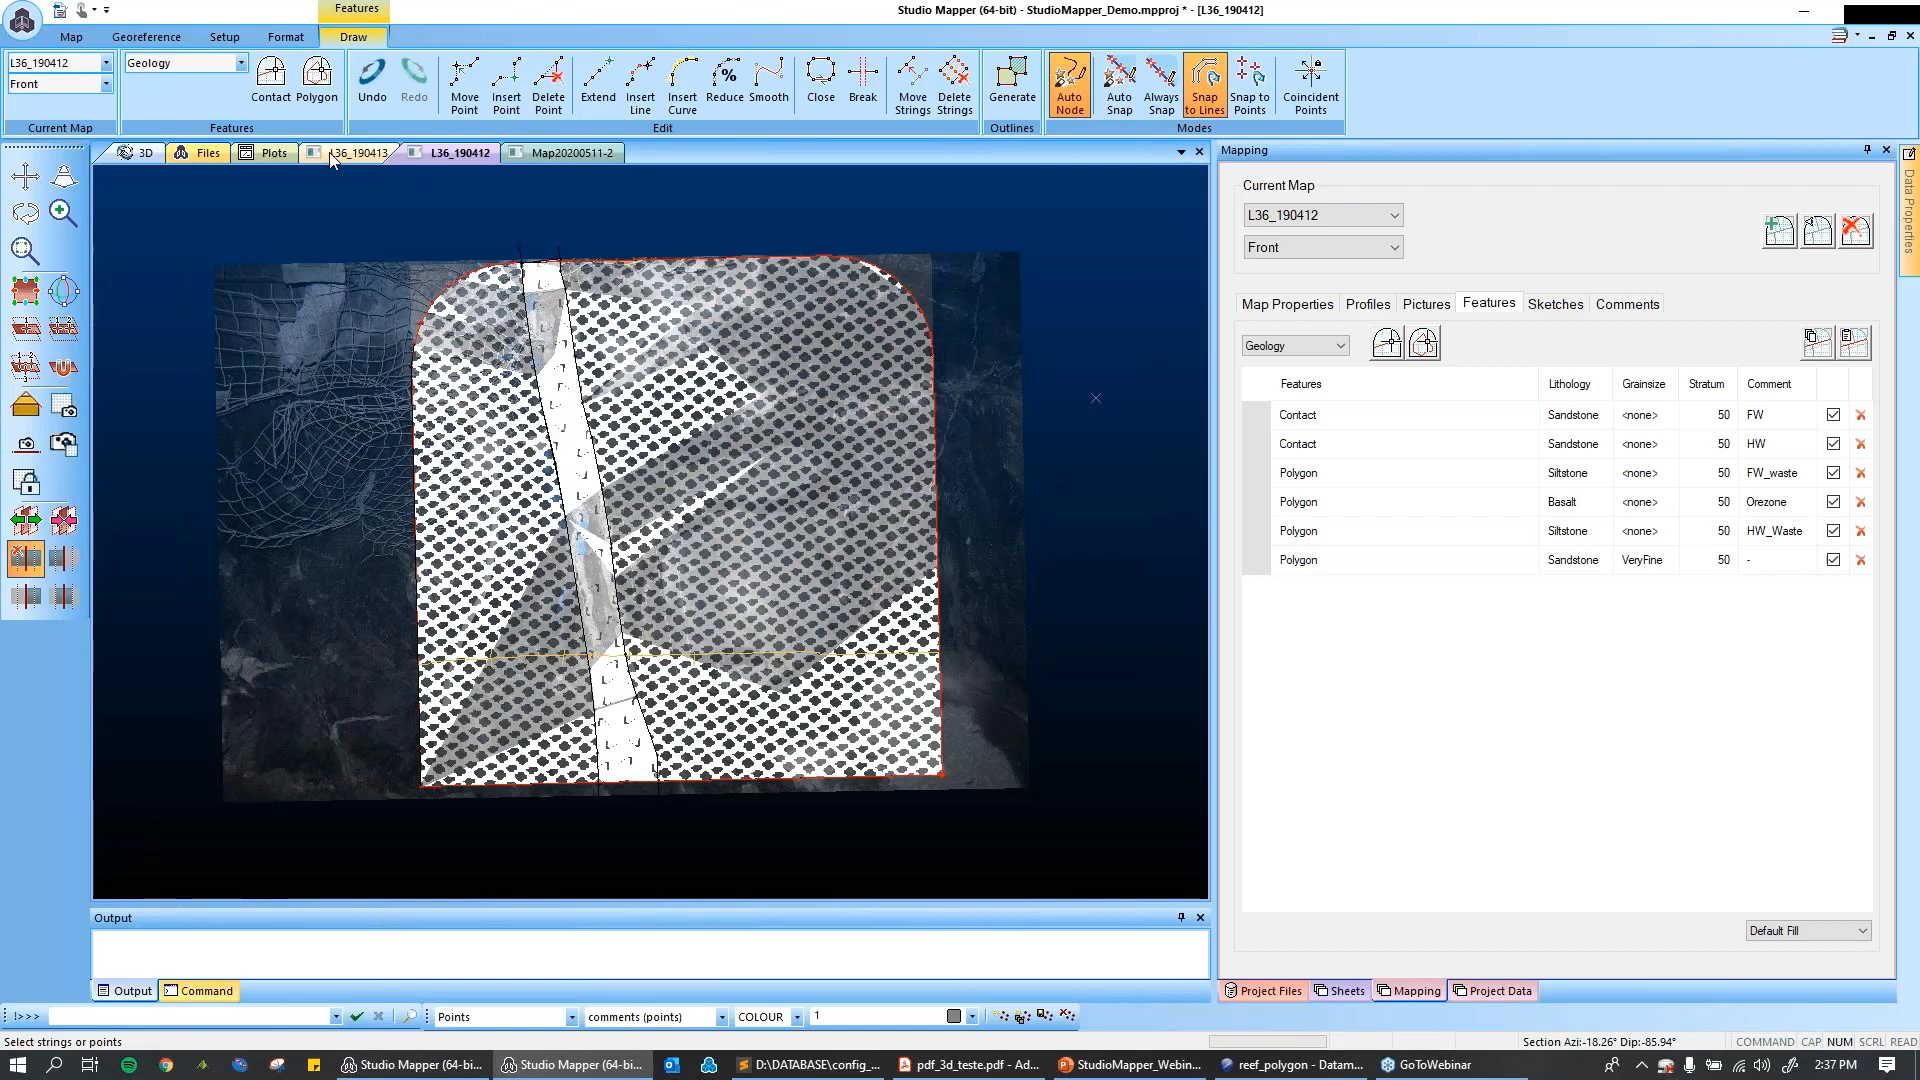 Features
Studio Mapper (64-bit) - StudioMapper_Demo.mpproj * - [L36_190412]
Map
Georeference
Setup
Format
Draw
L36_190412
Front
Current Map
Geology
Contact
Polygon
Features
Undo
Redo
Move Point
Insert Point
Delete Point
Extend
Insert Line
Insert Curve
Reduce
Smooth
Close
Break
Move Strings
Delete Strings
Edit
Generate
Outlines
Auto Node
Auto Snap
Always Snap
Snap to Lines
Snap to Points
Coincident Points
Modes
3D
Files
Plots
L36_190413
L36_190412
Map20200511-2
Mapping
Data Properties
Current Map
L36_190412
Front
Map Properties
Profiles
Pictures
Features
Sketches
Comments
Geology
Features Lithology Grainsize Stratum Comment
Contact Sandstone <none> 50 FW
Contact Sandstone <none> 50 HW
Polygon Siltstone <none> 50 FW_waste
Polygon Basalt <none> 50 Orezone
Polygon Siltstone <none> 50 HW_Waste
Polygon Sandstone VeryFine 50 -
Default Fill
Output
Output
Command
Project Files
Sheets
Mapping
Project Data
!>>>
Points
comments (points)
COLOUR
1
Select strings or points
Section Azi:-18.26° Dip:-85.94°
COMMAND CAP NUM SCRL READ
Studio Mapper (64-bi...
Studio Mapper (64-bi...
D:\DATABASE\config_...
pdf_3d_teste.pdf - Ad...
StudioMapper_Webin...
reef_polygon - Datam...
GoToWebinar
2:37 PM